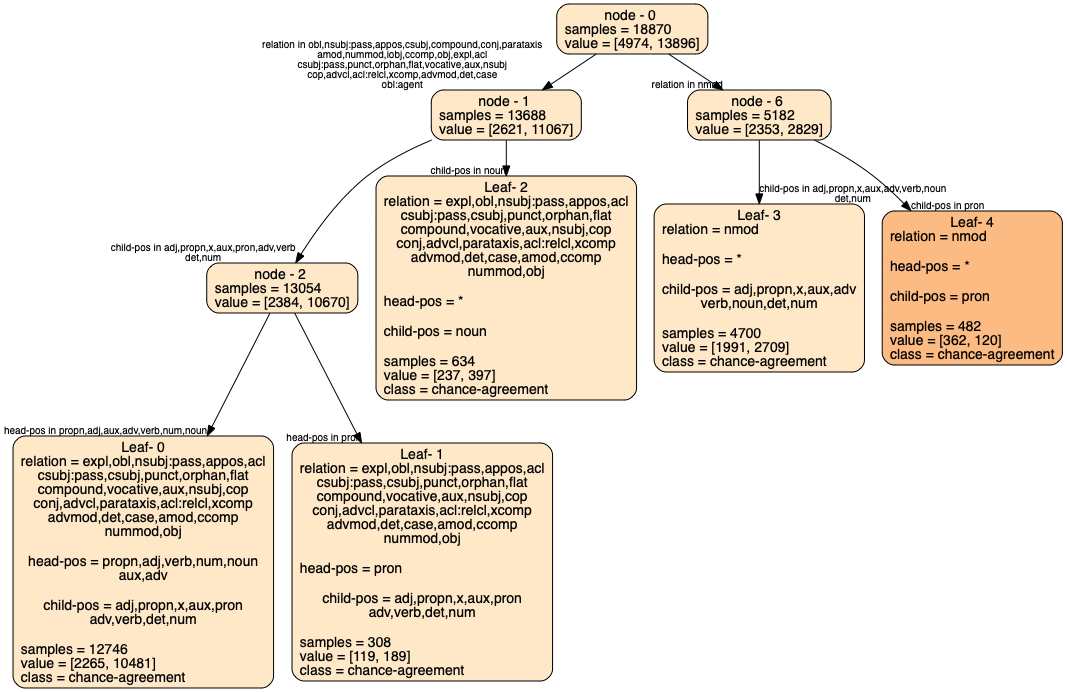 node - 0
samples = 18870
value = [4974, 13896]
relation in obl,nsubj:pass,appos,csubj,compound,conj,parataxis
amod,nummod,iobj,ccomp,obj,expl,acl
csubj:pass,punct,orphan,flat,vocative,aux,nsubj
cop,advcl,acl:relcl,xcomp,advmod,det,case
obl:agent
relation in nmod
node - 1
samples = 13688
value = [2621, 11067]
node - 6
samples = 5182
value = [2353, 2829]
child-pos in adj,propn,x,aux,pron,adv,verb
det,num
child-pos in noun
child-pos in adj,propn,x,aux,adv,verb,noun
det,num
child-pos in pron
node - 2
samples = 13054
value = [2384, 10670]
Leaf- 2
relation = expl,obl,nsubj:pass,appos,acl
csubj:pass,csubj,punct,orphan,flat
compound,vocative,aux,nsubj,cop
conj,advcl,parataxis,acl:relcl,xcomp
advmod,det,case,amod,ccomp
nummod,obj
head-pos = *
child-pos = noun
samples = 634
value = [237, 397]
class = chance-agreement
Leaf- 3
relation = nmod
head-pos = *
child-pos = adj,propn,x,aux,adv
verb,noun,det,num
samples = 4700
value = [1991, 2709]
class = chance-agreement
Leaf- 4
relation = nmod
head-pos = *
child-pos = pron
samples = 482
value = [362, 120]
class = chance-agreement
head-pos in propn,adj,aux,adv,verb,num,noun
head-pos in pron
Leaf- 0
relation = expl,obl,nsubj:pass,appos,acl
csubj:pass,csubj,punct,orphan,flat
compound,vocative,aux,nsubj,cop
conj,advcl,parataxis,acl:relcl,xcomp
advmod,det,case,amod,ccomp
nummod,obj
head-pos = propn,adj,verb,num,noun
aux,adv
child-pos = adj,propn,x,aux,pron
adv,verb,det,num
samples = 12746
value = [2265, 10481]
class = chance-agreement
Leaf- 1
relation = expl,obl,nsubj:pass,appos,acl
csubj:pass,csubj,punct,orphan,flat
compound,vocative,aux,nsubj,cop
conj,advcl,parataxis,acl:relcl,xcomp
advmod,det,case,amod,ccomp
nummod,obj
head-pos = pron
child-pos = adj,propn,x,aux,pron
adv,verb,det,num
samples = 308
value = [119, 189]
class = chance-agreement